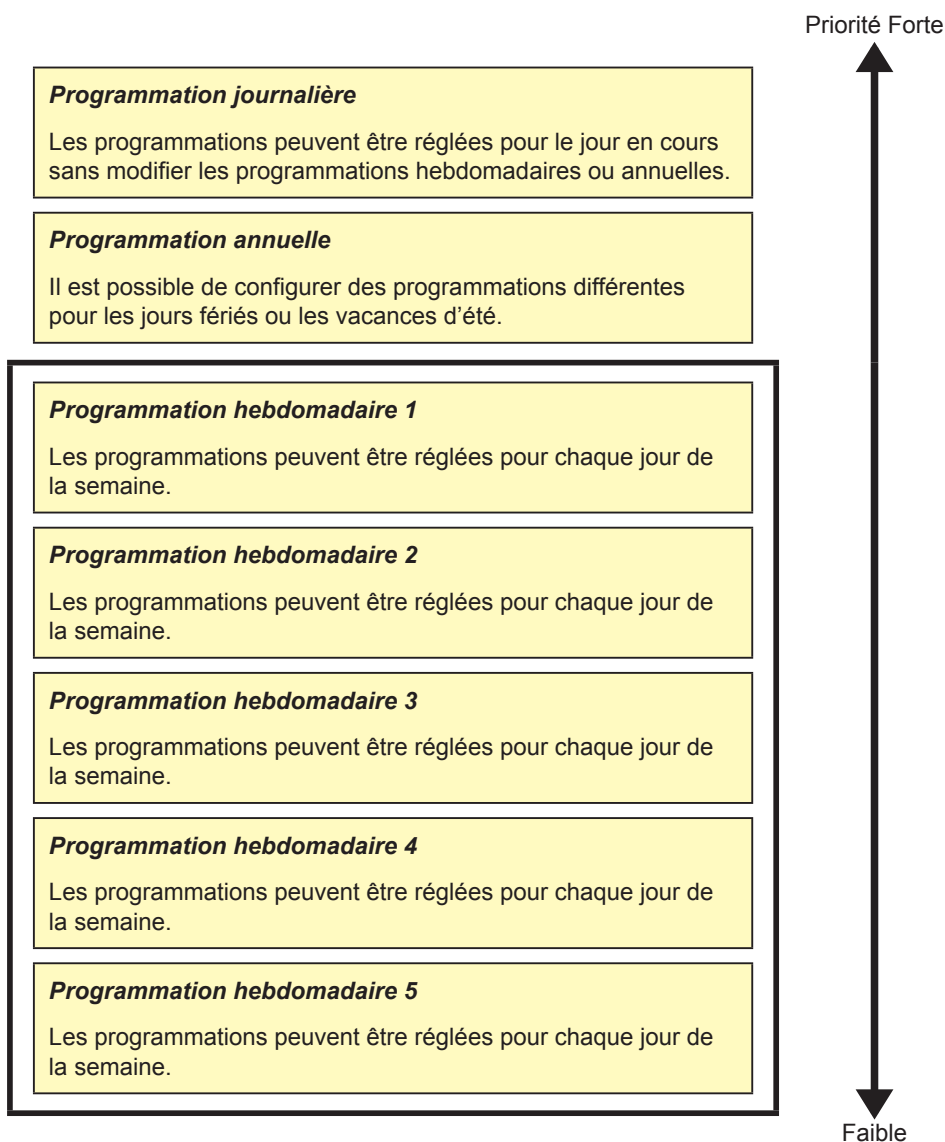 Priorité Forte
Programmation journalière
Les programmations peuvent être réglées pour le jour en cours
sans modifier les programmations hebdomadaires ou annuelles.
Programmation annuelle
Il est possible de configurer des programmations différentes
pour les jours fériés ou les vacances d'été.
Programmation hebdomadaire 1
Les programmations peuvent être réglées pour chaque jour de
la semaine.
Programmation hebdomadaire 2
Les programmations peuvent être réglées pour chaque jour de
la semaine.
Programmation hebdomadaire 3
Les programmations peuvent être réglées pour chaque jour de
la semaine.
Programmation hebdomadaire 4
Les programmations peuvent être réglées pour chaque jour de
la semaine.
Programmation hebdomadaire 5
Les programmations peuvent être réglées pour chaque jour de
la semaine.
Faible